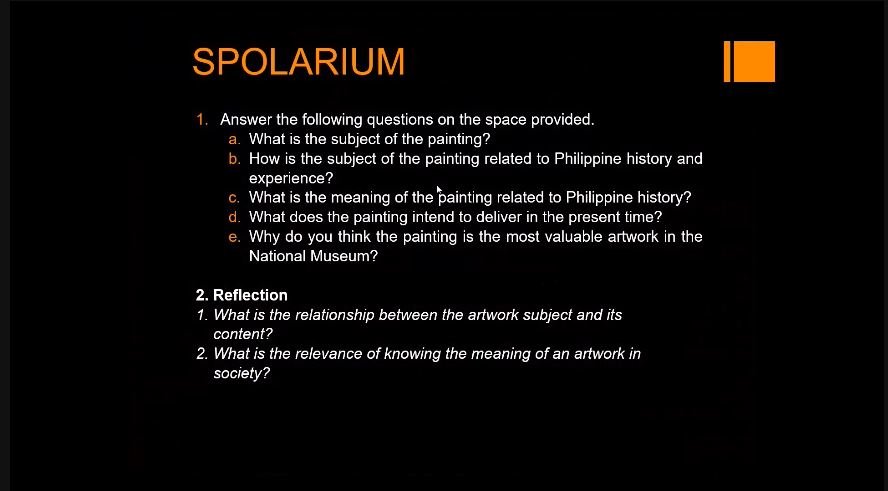 SPOLARIUM
1. Answer the following questions on the space provided.
a. What is the subject of the painting?
b. How is the subject of the painting related to Philippine history and
experience?
c. What is the meaning of the painting related to Philippine history?
d. What does the painting intend to deliver in the present time?
e. Why do you think the painting is the most valuable artwork in the
National Museum?
2. Reflection
1. What is the relationship between the artwork subject and its
content?
2. What is the relevance of knowing the meaning of an artwork in
society?